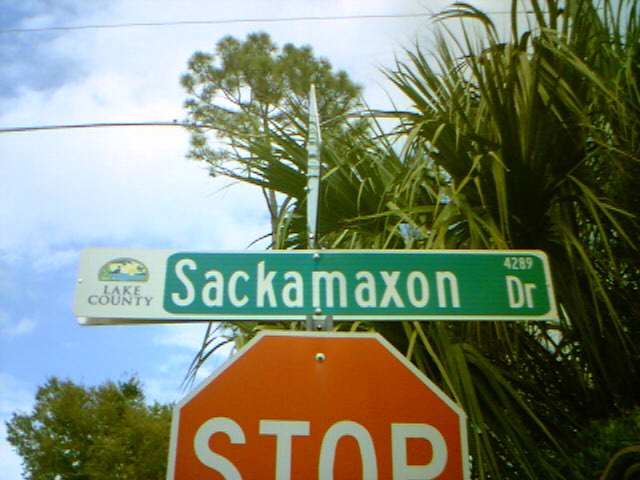 LAKE
COUNTY
Sackamaxon
4289
Dr
STOP